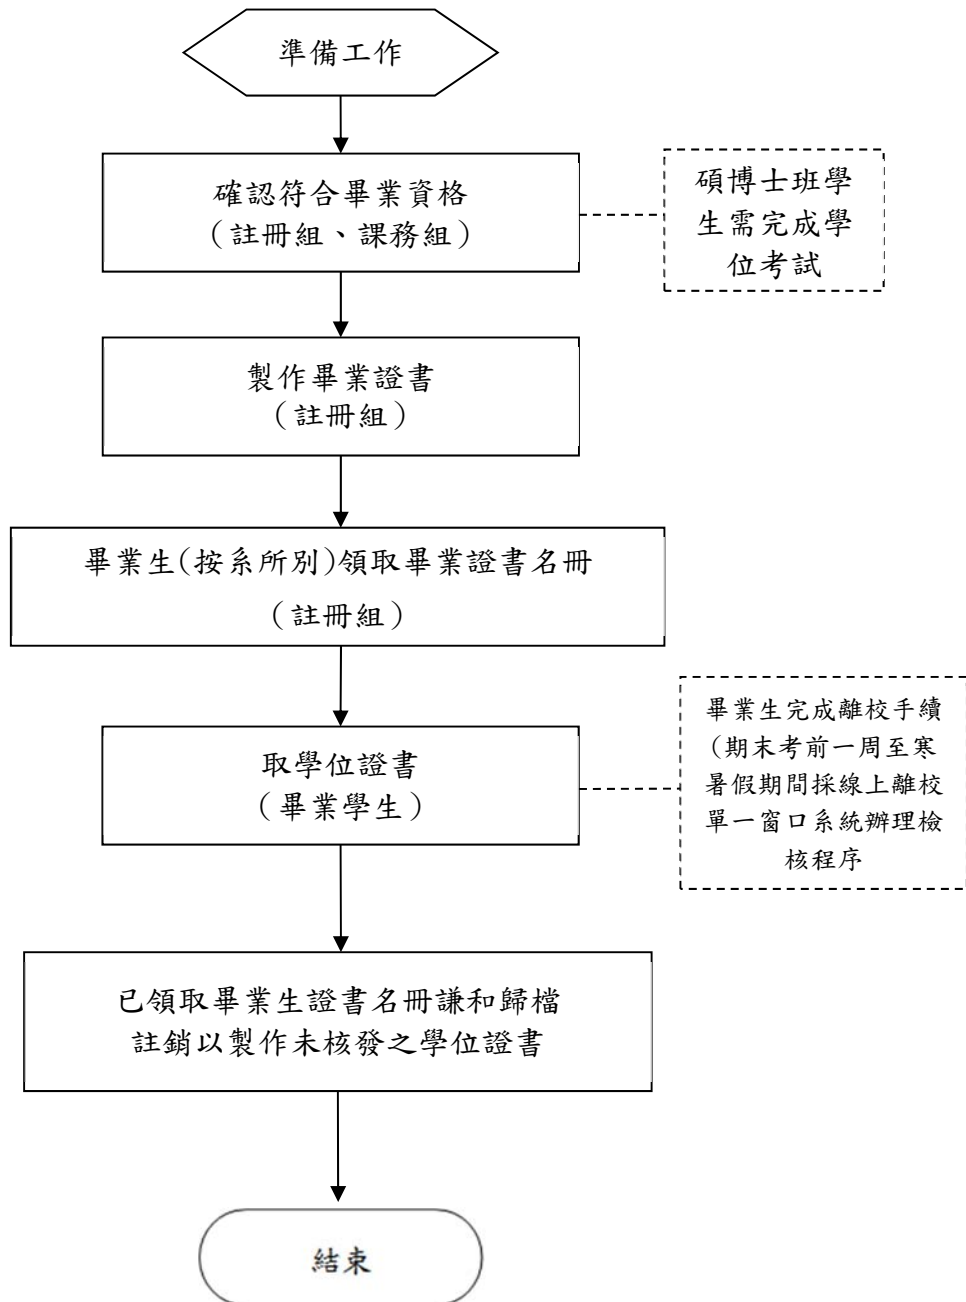 準備工作
確認符合畢業資格
（註冊組、課務組）
碩博士班學
生需完成學
位考試
製作畢業證書
（註冊組）
畢業生(按系所別)領取畢業證書名冊
（註冊組）
取學位證書
（畢業學生）
畢業生完成離校手續
(期末考前一周至寒
暑假期間採線上離校
單一窗口系統辦理檢
核程序
已領取畢業生證書名冊謙和歸檔
註銷以製作未核發之學位證書
結束